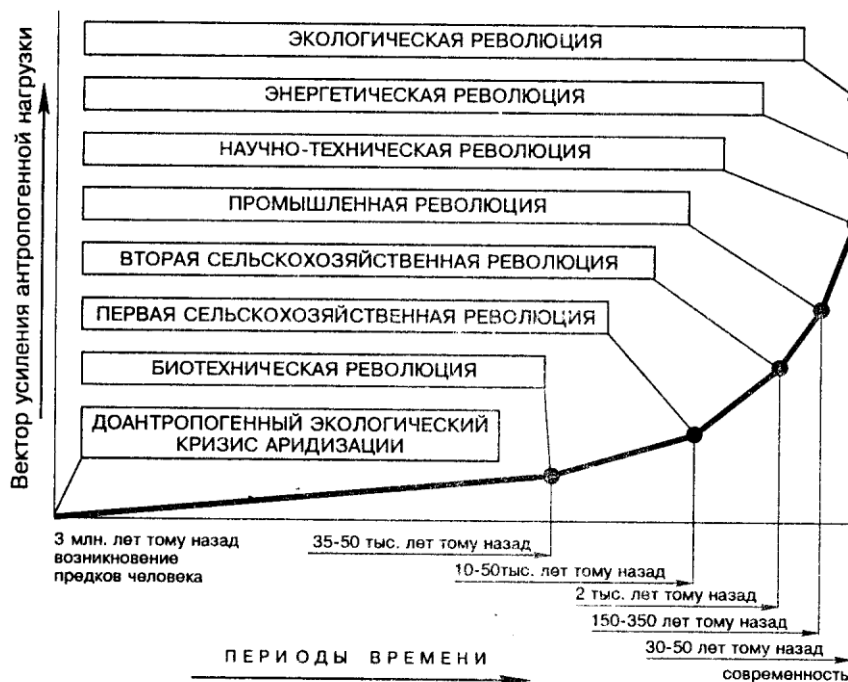 Вектор усиления антропогенной нагрузки
ЭКОЛОГИЧЕСКАЯ РЕВОЛЮЦИЯ
ЭНЕРГЕТИЧЕСКАЯ РЕВОЛЮЦИЯ
НАУЧНО-ТЕХНИЧЕСКАЯ РЕВОЛЮЦИЯ
ПРОМЫШЛЕННАЯ РЕВОЛЮЦИЯ
ВТОРАЯ СЕЛЬСКОХОЗЯЙСТВЕННАЯ РЕВОЛЮЦИЯ
ПЕРВАЯ СЕЛЬСКОХОЗЯЙСТВЕННАЯ РЕВОЛЮЦИЯ
БИОТЕХНИЧЕСКАЯ РЕВОЛЮЦИЯ
ДОАНТРОПОГЕННЫЙ ЭКОЛОГИЧЕСКИЙ
КРИЗИС АРИДИЗАЦИИ
3 млн. лет тому назад
возникновение
предков человека
35-50 тыс. лет тому назад
10-50тыс. лет тому назад
2 тыс. лет тому назад
150-350 лет тому назад
30-50 лет тому назад
современность
ПЕРИОДЫ ВРЕМЕНИ